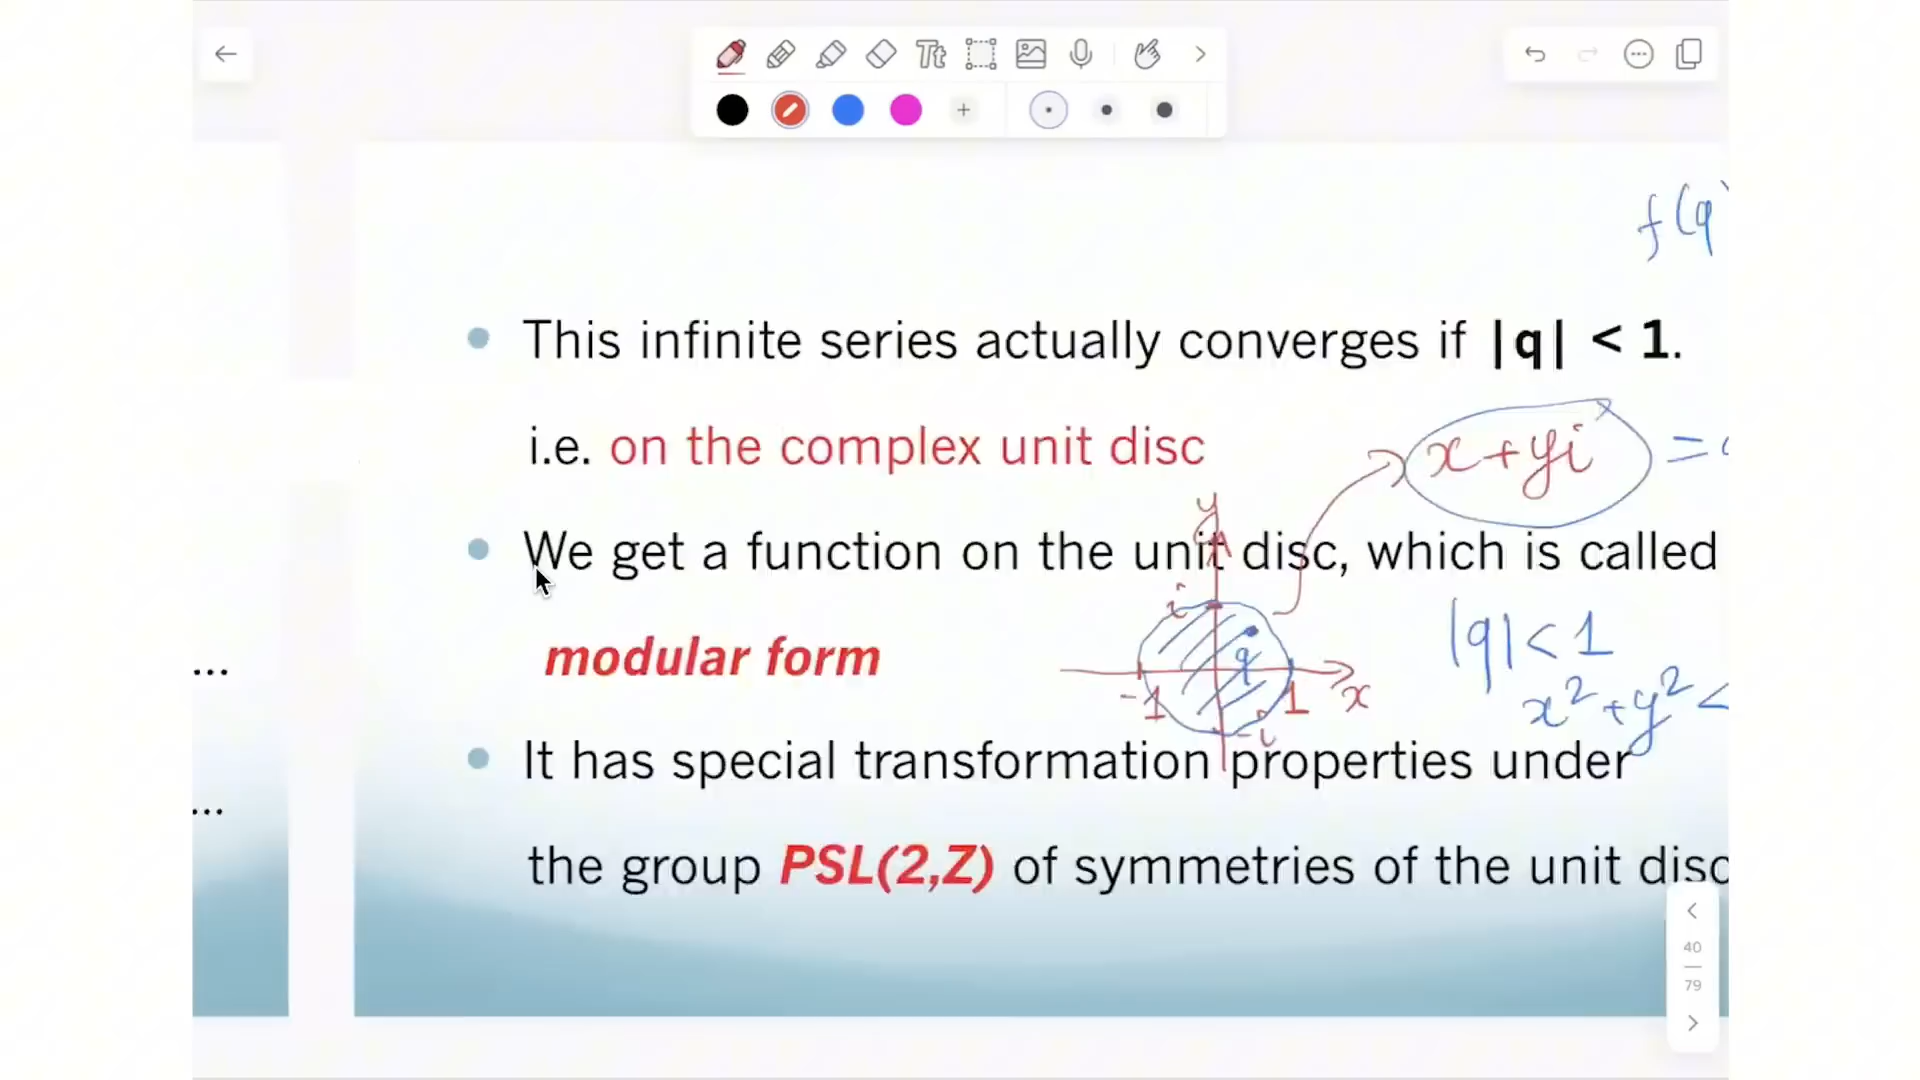 Tt
f(q)
This infinite series actually converges if |q| < 1.
i.e. on the complex unit disc
x+yi =
We get a function on the unit disc, which is called
modular form
y
i
q
-1
1
x
-i
|q|<1
x²+y²<
It has special transformation properties under
the group PSL(2,Z) of symmetries of the unit disc
...
...
40
79